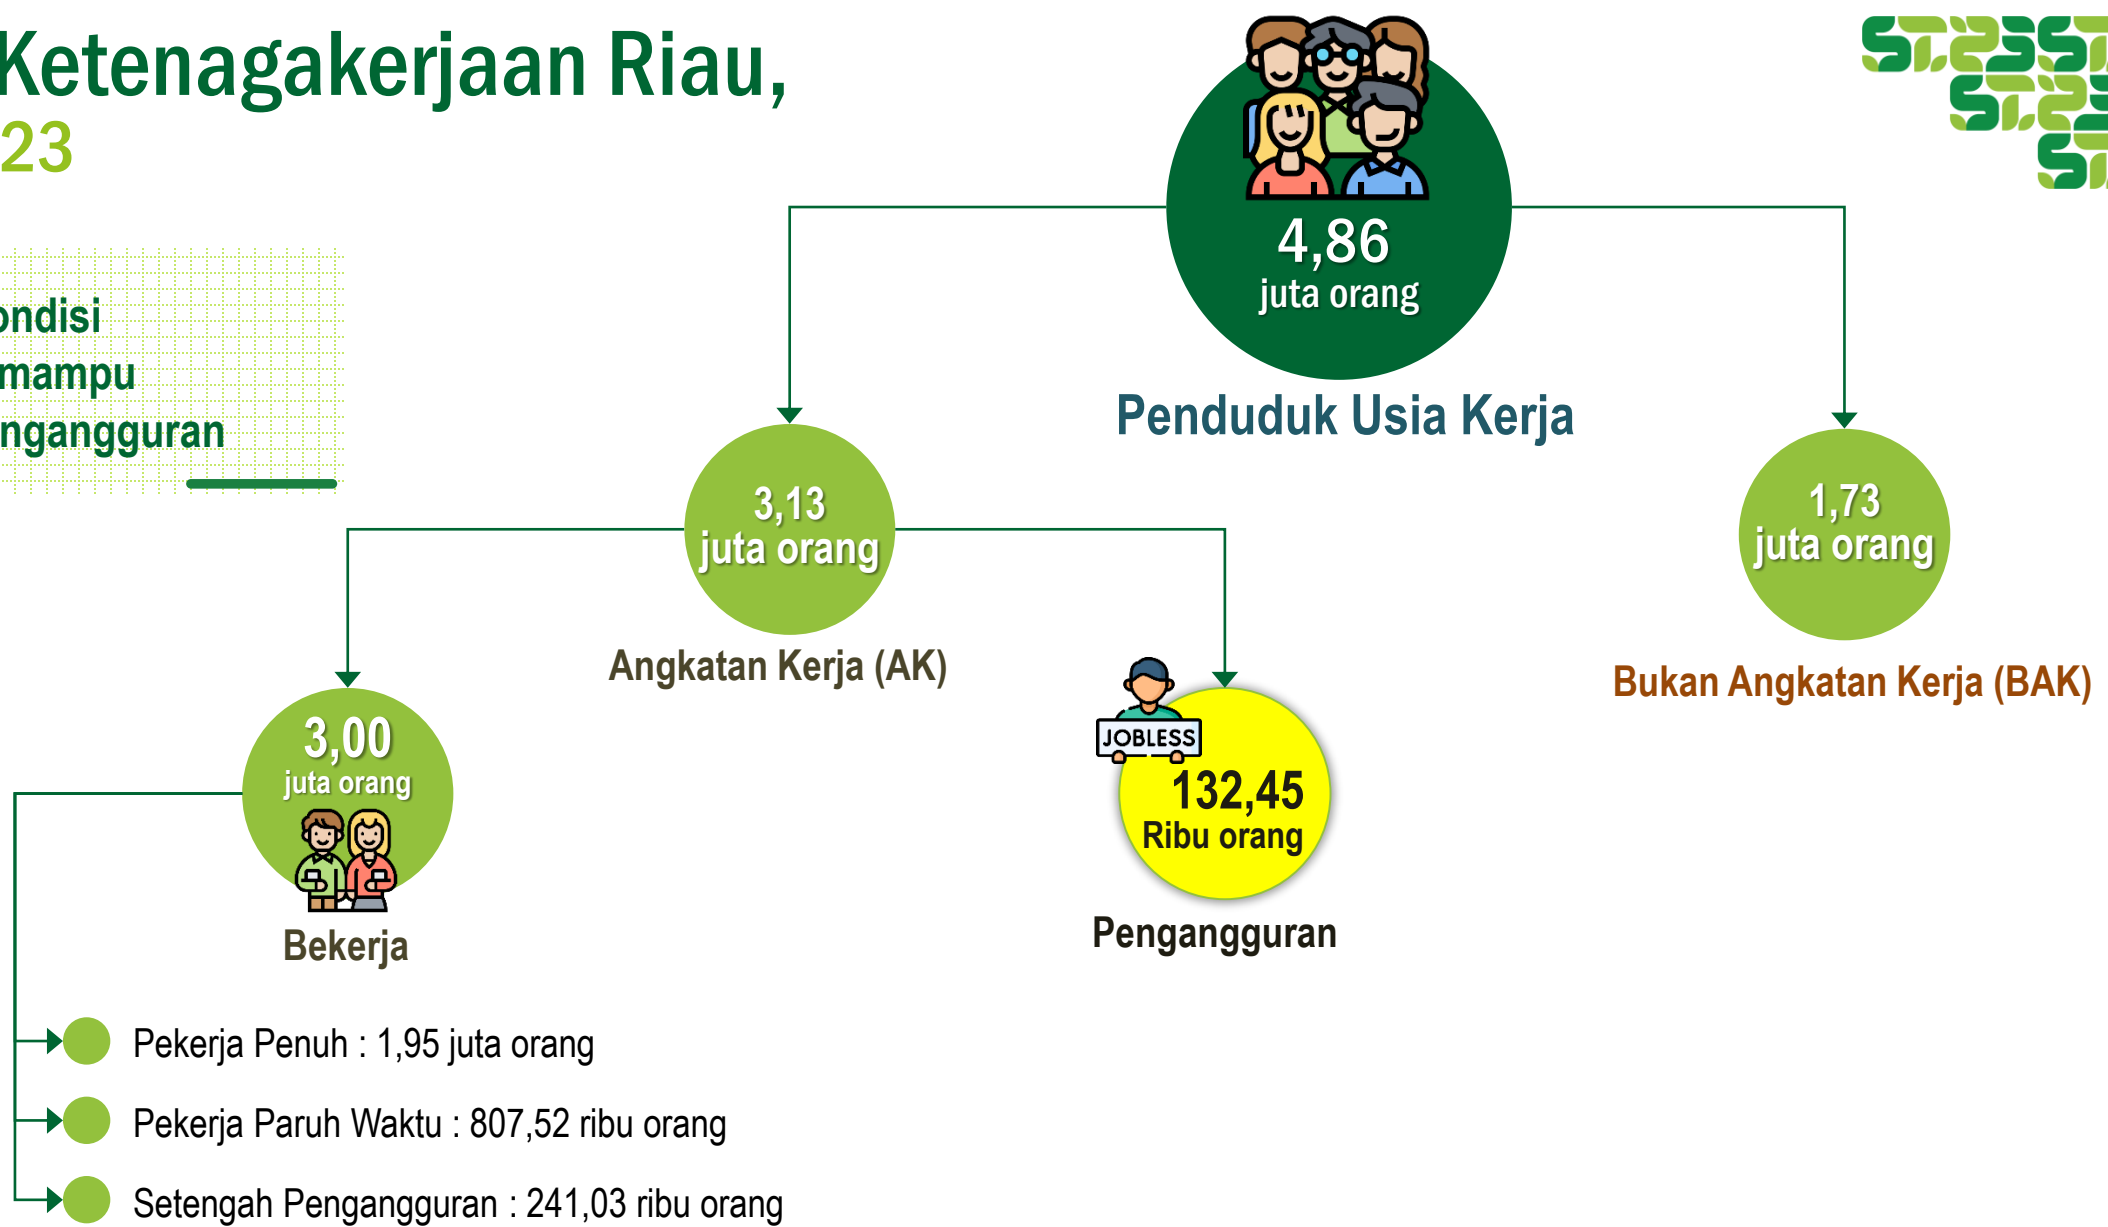 Ketenagakerjaan Riau,
23
ondisi
mampu
ngangguran
4,86
juta orang
Penduduk Usia Kerja
3,13
juta orang
Angkatan Kerja (AK)
1,73
juta orang
Bukan Angkatan Kerja (BAK)
3,00
juta orang
Bekerja
JOBLESS
132,45
Ribu orang
Pengangguran
Pekerja Penuh : 1,95 juta orang
Pekerja Paruh Waktu : 807,52 ribu orang
Setengah Pengangguran : 241,03 ribu orang